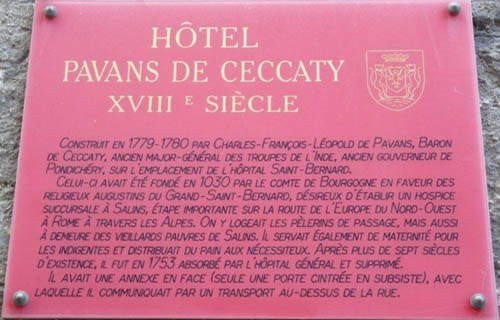 HÔTEL
PAVANS DE CECCATY
XVIII E SIÈCLE
CONSTRUIT EN 1779-1780 PAR CHARLES-FRANÇOIS-LÉOPOLD DE PAVANS, BARON
DE CECCATY, ANCIEN MAJOR-GÉNÉRAL DES TROUPES DE L'INDE, ANCIEN GOUVERNEUR DE
PONDICHÉRY, SUR L'EMPLACEMENT DE L'HÔPITAL SAINT-BERNARD.
CELUI-CI AVAIT ÉTÉ FONDÉ EN 1030 PAR LE COMTE DE BOURGOGNE EN FAVEUR DES
RELIGIEUX AUGUSTINS DU GRAND-SAINT-BERNARD, DÉSIREUX D'ÉTABLIR UN HOSPICE
SUCCURSALE À SALINS, ÉTAPE IMPORTANTE SUR LA ROUTE DE L'EUROPE DU NORD-OUEST
À ROME À TRAVERS LES ALPES. ON Y LOGEAIT LES PÈLERINS DE PASSAGE, MAIS AUSSI
À DEMEURE DES VIEILLARDS PAUVRES DE SALINS. IL SERVAIT ÉGALEMENT DE MATERNITÉ POUR
LES INDIGENTES ET DISTRIBUAIT DU PAIN AUX NÉCESSITEUX. APRÈS PLUS DE SEPT SIÈCLES
D'EXISTENCE, IL FUT EN 1753 ABSORBÉ PAR L'HÔPITAL GÉNÉRAL ET SUPPRIMÉ.
IL AVAIT UNE ANNEXE EN FACE (SEULE UNE PORTE CINTRÉE EN SUBSISTE), AVEC
LAQUELLE IL COMMUNIQUAIT PAR UN TRANSPORT AU-DESSUS DE LA RUE.